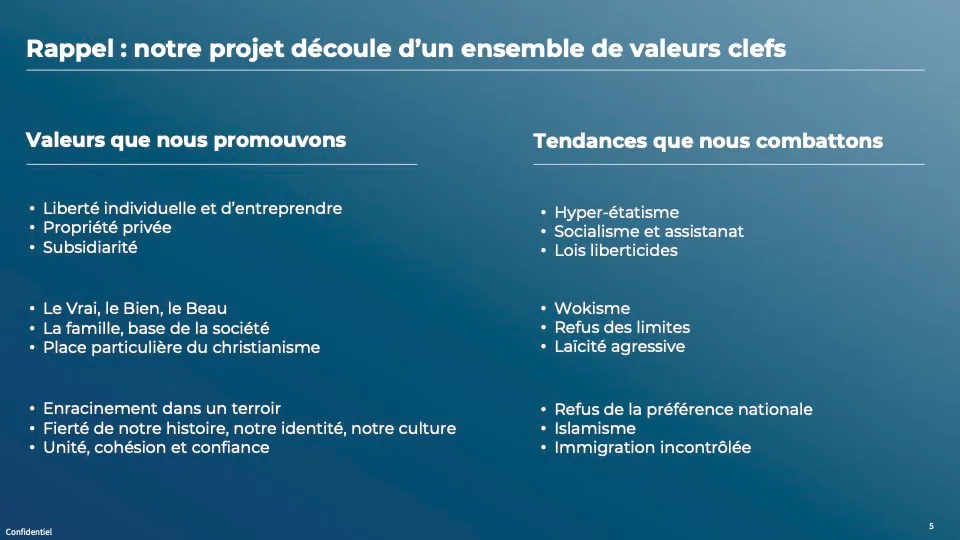 Rappel : notre projet découle d’un ensemble de valeurs clefs
Valeurs que nous promouvons
• Liberté individuelle et d’entreprendre
• Propriété privée
• Subsidiarité
• Le Vrai, le Bien, le Beau
• La famille, base de la société
• Place particulière du christianisme
• Enracinement dans un terroir
• Fierté de notre histoire, notre identité, notre culture
• Unité, cohésion et confiance
Tendances que nous combattons
• Hyper-étatisme
• Socialisme et assistanat
• Lois liberticides
• Wokisme
• Refus des limites
• Laïcité agressive
• Refus de la préférence nationale
• Islamisme
• Immigration incontrôlée
Confidentiel
5